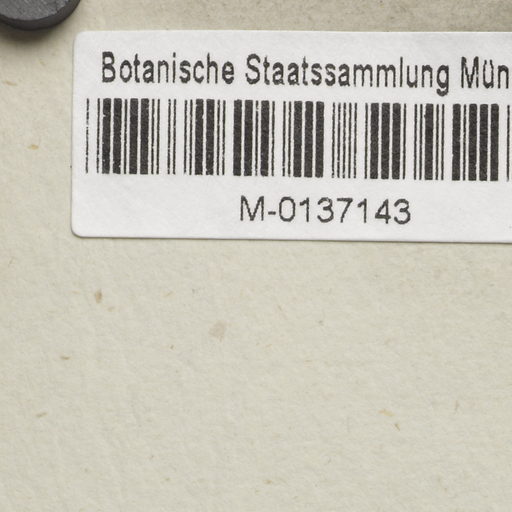 Botanische Staatssammlung Mün
M-0137143